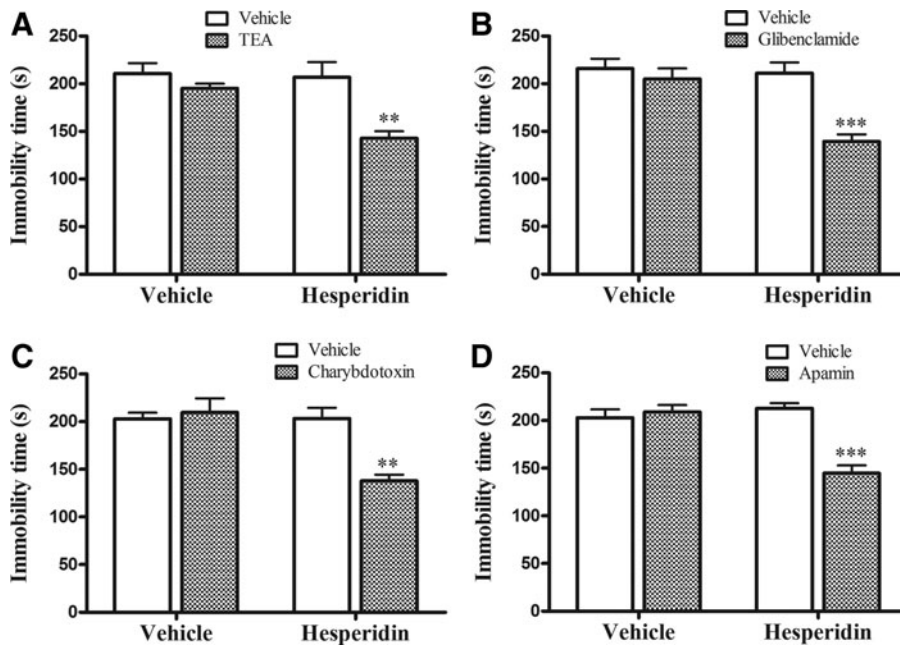 A
Vehicle
TEA
Immobility time (s)
250
200
150
100
50
0
**
Vehicle Hesperidin
B
Vehicle
Glibenclamide
Immobility time (s)
250
200
150
100
50
0
***
Vehicle Hesperidin
C
Vehicle
Charybdotoxin
Immobility time (s)
250
200
150
100
50
0
**
Vehicle Hesperidin
D
Vehicle
Apamin
Immobility time (s)
250
200
150
100
50
0
***
Vehicle Hesperidin